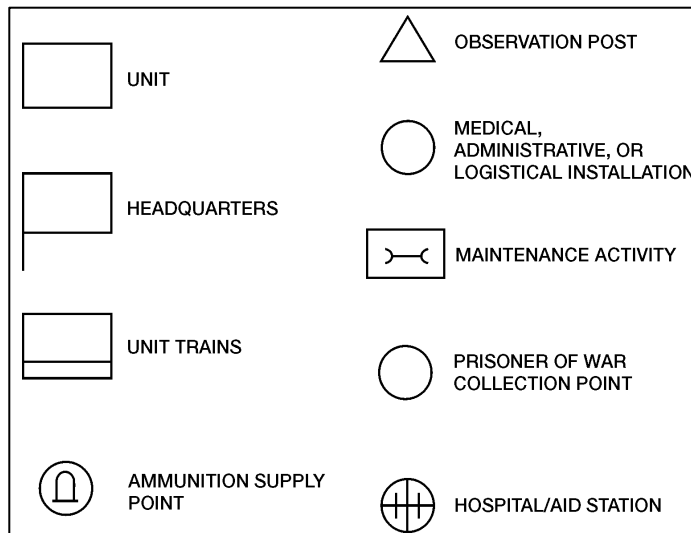 UNIT
HEADQUARTERS
UNIT TRAINS
AMMUNITION SUPPLY
POINT
OBSERVATION POST
MEDICAL,
ADMINISTRATIVE, OR
LOGISTICAL INSTALLATION
MAINTENANCE ACTIVITY
PRISONER OF WAR
COLLECTION POINT
HOSPITAL/AID STATION